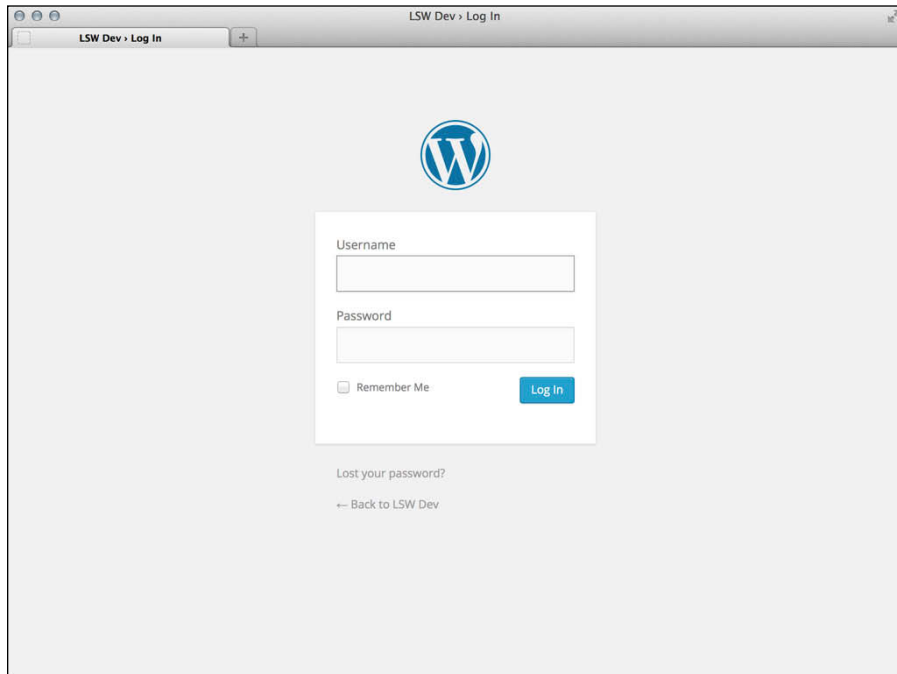 LSW Dev › Log In
LSW Dev › Log In
Username
Password
Remember Me
Log In
Lost your password?
← Back to LSW Dev